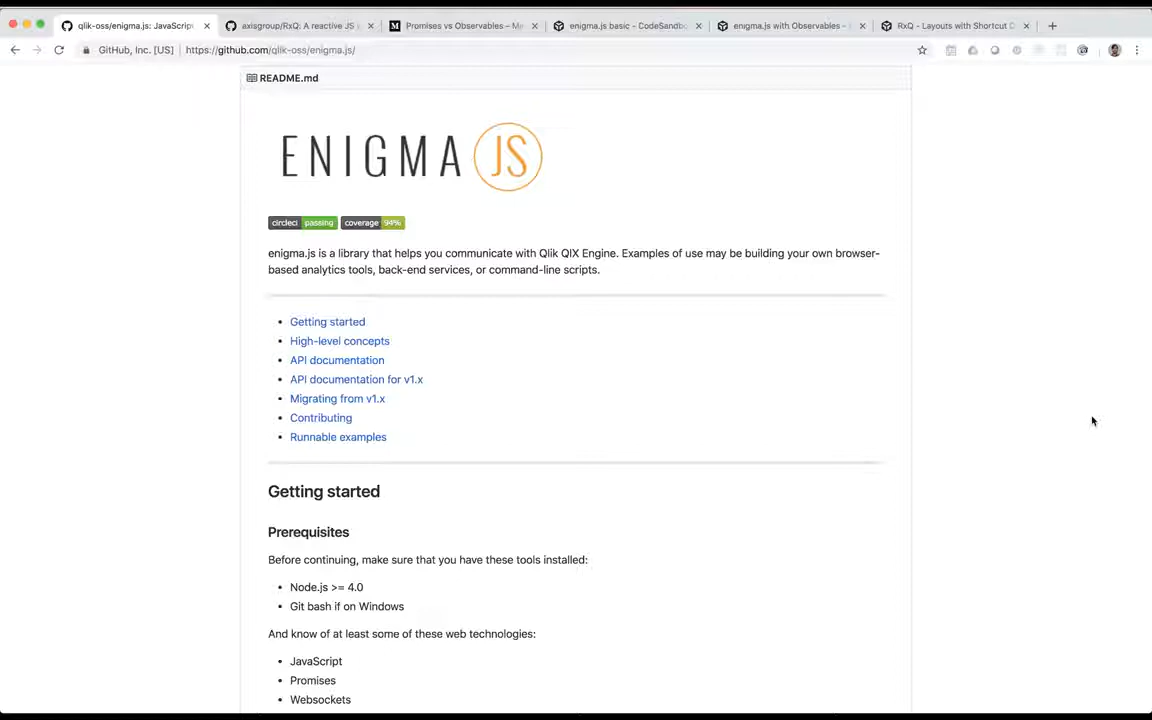 qlik-oss/enigma.js: JavaScrip
axisgroup/RxQ: A reactive JS
Promises vs Observables – Me
enigma.js basic - CodeSandbo
enigma.js with Observables -
RxQ - Layouts with Shortcut O
GitHub, Inc. [US]
https://github.com/qlik-oss/enigma.js/
README.md
ENIGMA JS
circleci passing coverage 94%
enigma.js is a library that helps you communicate with Qlik QIX Engine. Examples of use may be building your own browser-
based analytics tools, back-end services, or command-line scripts.
• Getting started
• High-level concepts
• API documentation
• API documentation for v1.x
• Migrating from v1.x
• Contributing
• Runnable examples
Getting started
Prerequisites
Before continuing, make sure that you have these tools installed:
• Node.js >= 4.0
• Git bash if on Windows
And know of at least some of these web technologies:
• JavaScript
• Promises
• Websockets